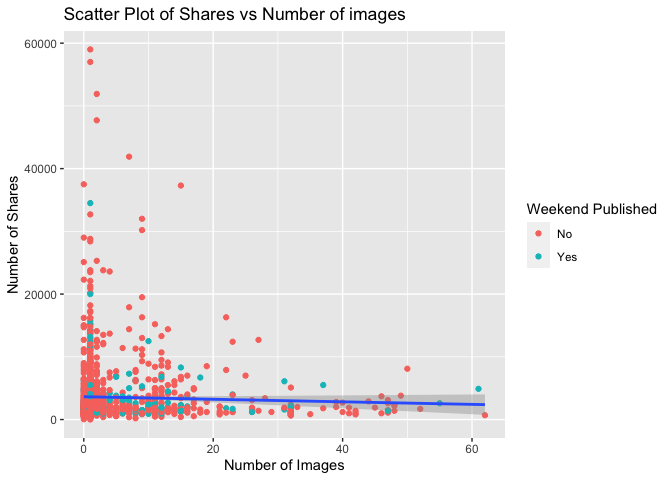 Scatter Plot of Shares vs Number of images
60000
40000
20000
0
Number of Shares
0 20 40 60
Number of Images
Weekend Published
No
Yes